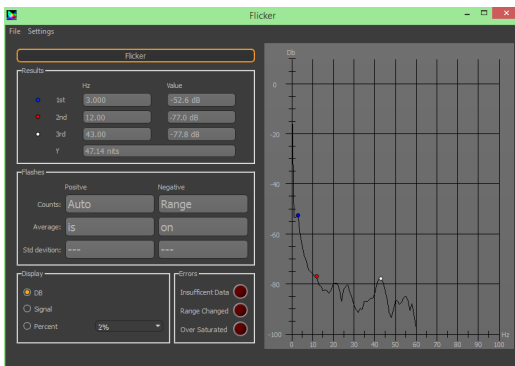 Flicker
File Settings
Flicker
Results
Hz Value
1st 3.000 -52.6 dB
2nd 12.00 -77.0 dB
3rd 43.00 -77.8 dB
Y 47.14 nits
Flashes
Positve Negative
Counts: Auto Range
Average: is on
Std devition: --- ---
Display
DB
Signal
Percent 2%
Errors
Insufficent Data
Range Changed
Over Saturated
Db
0
-20
-40
-60
-80
-100
0 10 20 30 40 50 60 70 80 90 100
Hz